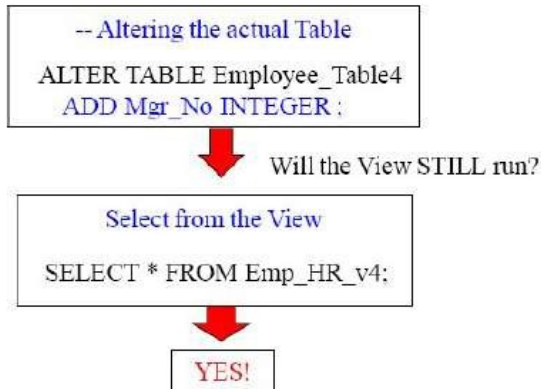 -- Altering the actual Table
ALTER TABLE Employee_Table4
ADD Mgr_No INTEGER ;
Will the View STILL run?
Select from the View
SELECT * FROM Emp_HR_v4;
YES!